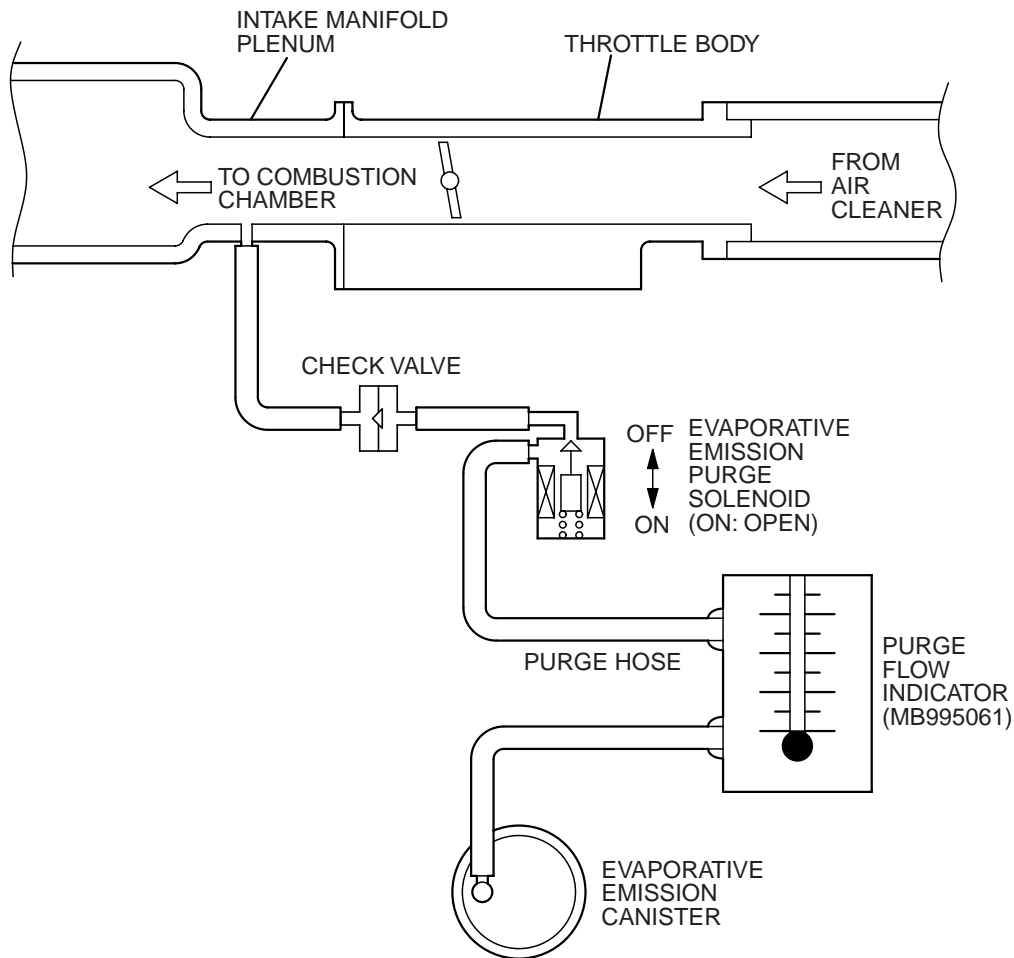 INTAKE MANIFOLD
PLENUM
THROTTLE BODY
TO COMBUSTION
CHAMBER
FROM
AIR
CLEANER
CHECK VALVE
OFF
ON
EVAPORATIVE
EMISSION
PURGE
SOLENOID
(ON: OPEN)
PURGE HOSE
PURGE
FLOW
INDICATOR
(MB995061)
EVAPORATIVE
EMISSION
CANISTER